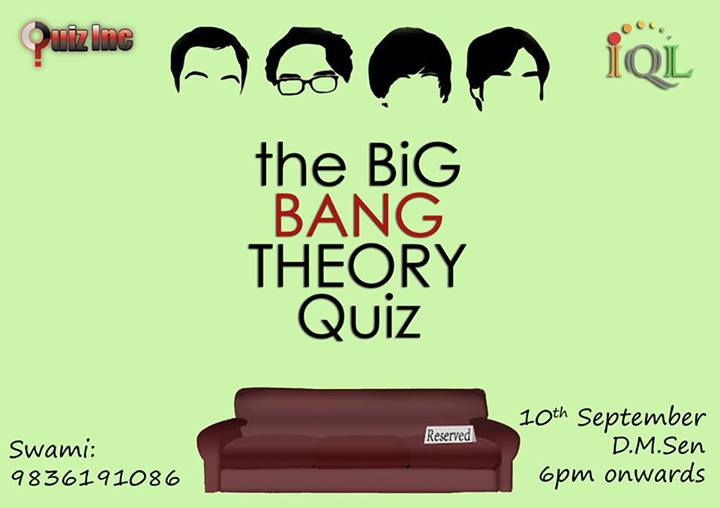 Quiz Inc
iQL
the BiG
BANG
THEORY
Quiz
Reserved
Swami:
9836191086
10th September
D.M.Sen
6pm onwards